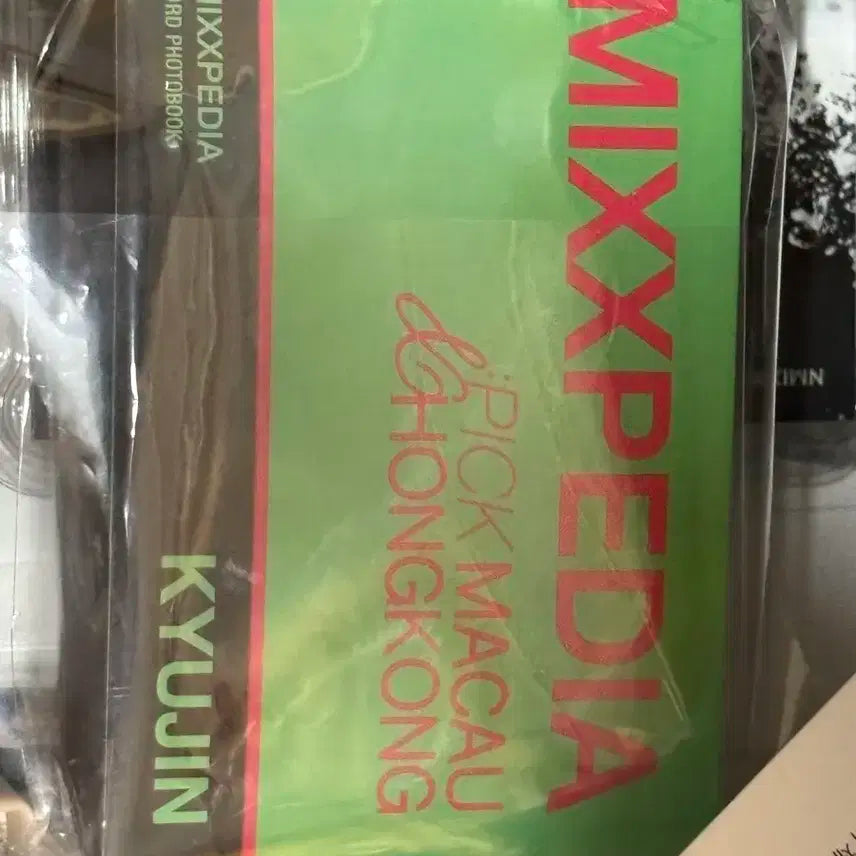 MIXXPEDIA
PICK MACAU
& HONGKONG
MIXXPEDIA
PHOTOBOOK
KYUJIN